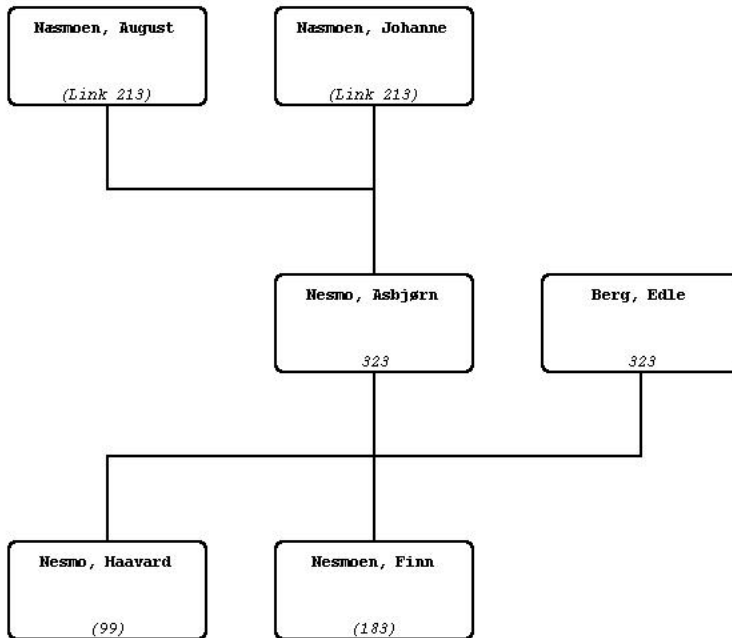 Næsmoen, August
(Link 213)
Næsmoen, Johanne
(Link 213)
Nesmo, Asbjørn
323
Berg, Edle
323
Nesmo, Haavard
(99)
Nesmoen, Finn
(183)